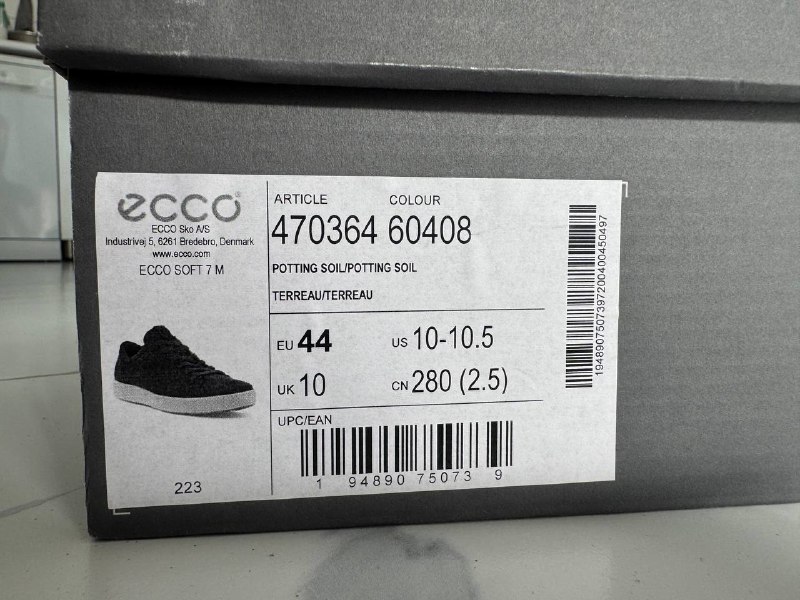 ecco®
ECCO Sko A/S
Industrivej 5, 6261 Bredebro, Denmark
www.ecco.com
ECCO SOFT 7 M
223
ARTICLE COLOUR
470364 60408
POTTING SOIL/POTTING SOIL
TERREAU/TERREAU
EU 44 US 10-10.5
UK 10 CN 280 (2.5)
UPC/EAN
1 94890 75073 9
19489075073972004004504​97